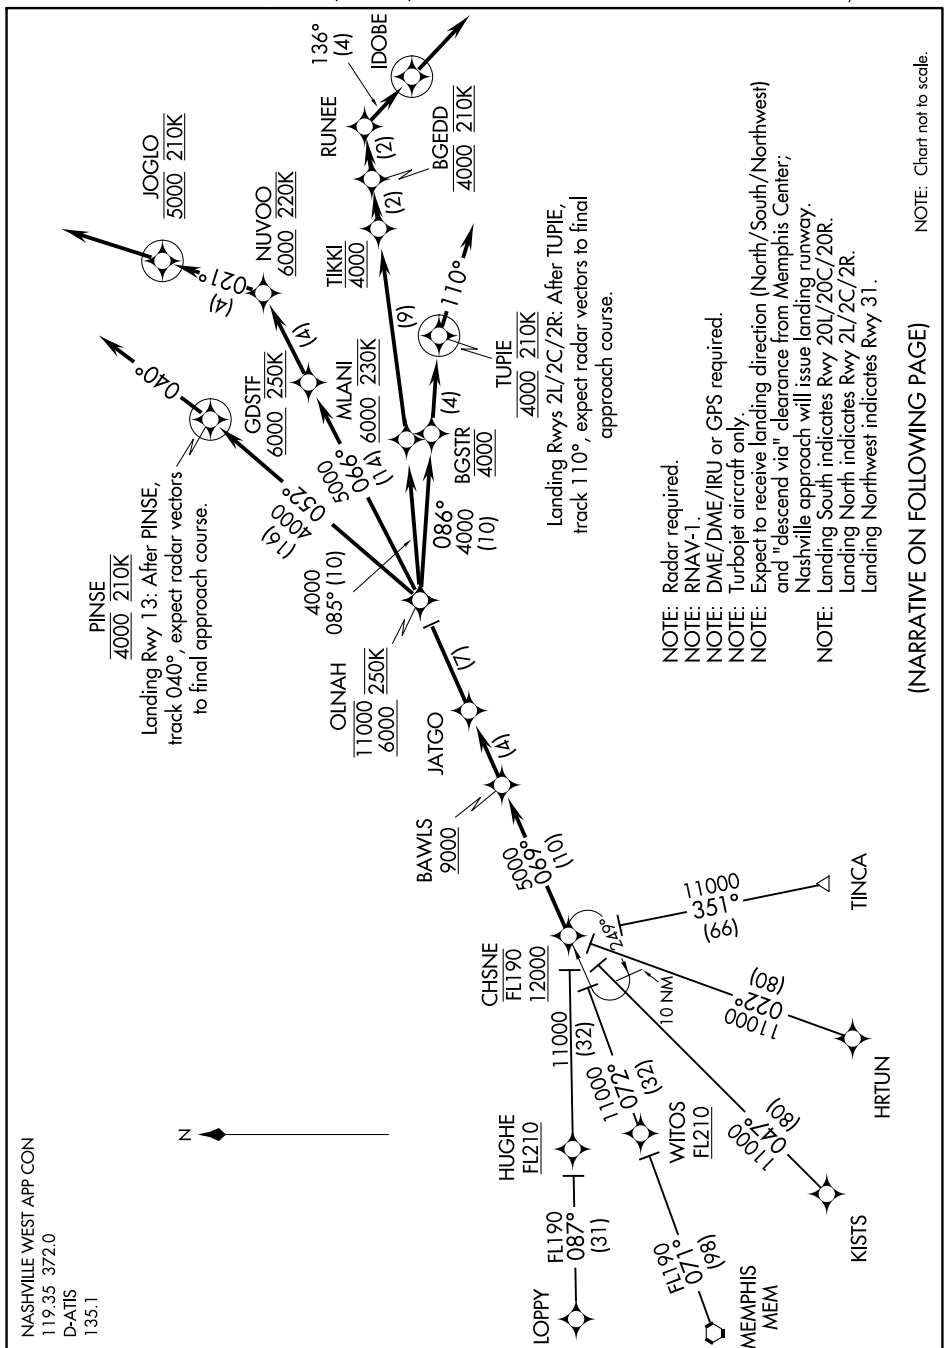 NASHVILLE WEST APP CON
119.35 372.0
D-ATIS
135.1
N
PINSE
4000 210K
Landing Rwy 13: After PINSE,
track 040°, expect radar vectors
to final approach course.
040°
052°
4000
(16)
JOGLO
5000 210K
021°
(4)
NUVOO
6000 220K
(4)
GDSTF
6000 250K
MLANI
6000 230K
5000
066°
(14)
RUNEE
136°
(4)
IDOBE
(2)
BGEDD
4000 210K
(2)
TIKKI
4000
(9)
110°
TUPIE
4000 210K
Landing Rwys 2L/2C/2R: After TUPIE,
track 110°, expect radar vectors to final
approach course.
(4)
BGSTR
4000
4000
085° (10)
086°
4000
(10)
OLNAH
11000 250K
6000
(7)
JATGO
(4)
BAWLS
9000
5000
069°
(10)
CHSNE
FL190
12000
249°
10 NM
11000
(32)
HUGHE
FL210
FL190
087°
(31)
LOPPY
11000
072°
(32)
WITOS
FL210
FL190
071°
(98)
MEMPHIS
MEM
11000
047°
(80)
KISTS
11000
022°
(80)
HRTUN
11000
351°
(66)
TINCA
NOTE: Radar required.
NOTE: RNAV-1.
NOTE: DME/DME/IRU or GPS required.
NOTE: Turbojet aircraft only.
NOTE: Expect to receive landing direction (North/South/Northwest)
and "descend via" clearance from Memphis Center;
Nashville approach will issue landing runway.
NOTE: Landing South indicates Rwy 20L/20C/20R.
Landing North indicates Rwy 2L/2C/2R.
Landing Northwest indicates Rwy 31.
(NARRATIVE ON FOLLOWING PAGE)
NOTE: Chart not to scale.